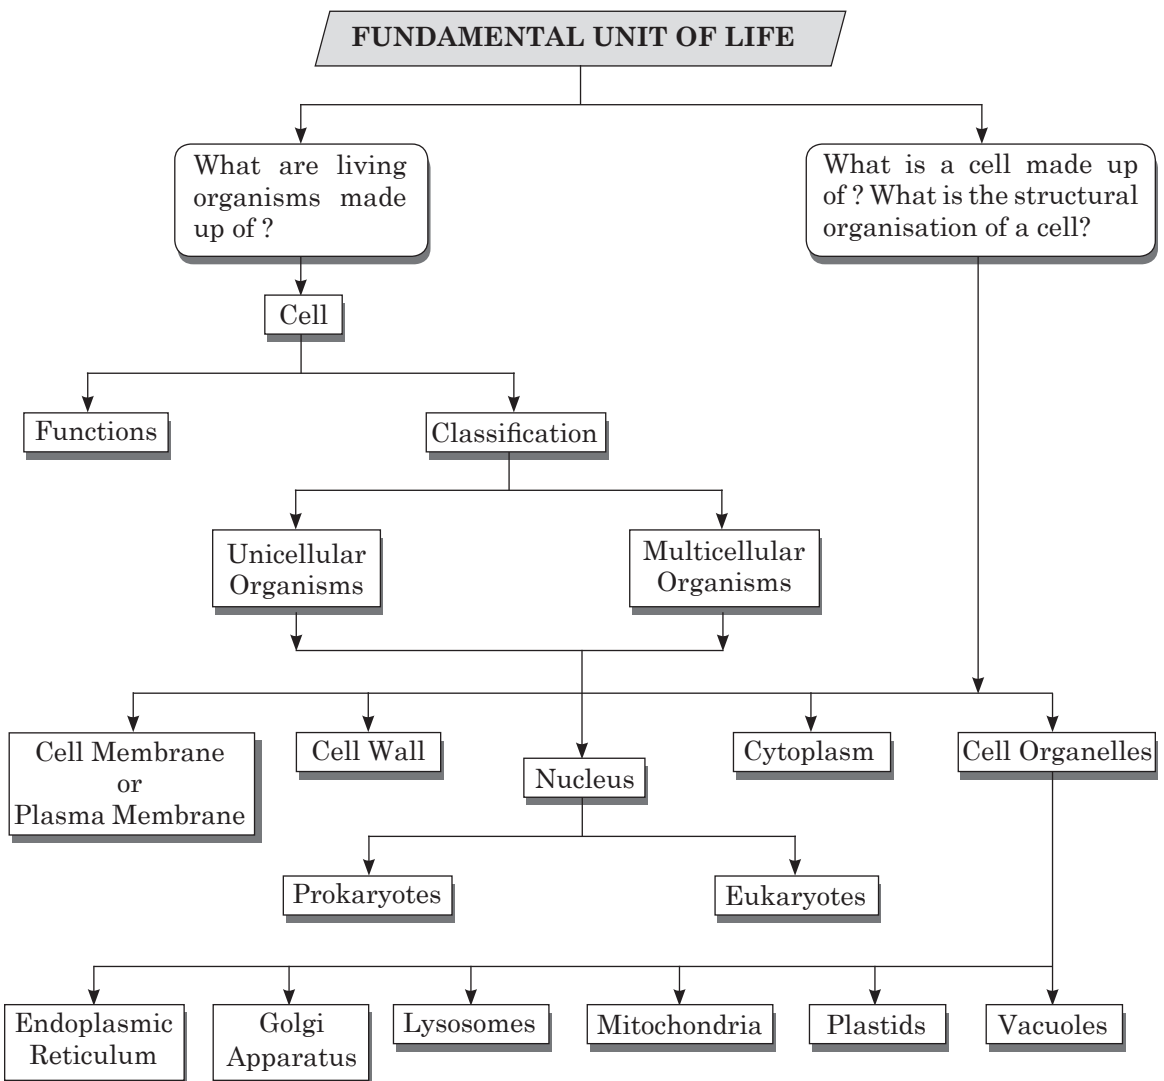 FUNDAMENTAL UNIT OF LIFE
What are living
organisms made
up of ?
What is a cell made up
of ? What is the structural
organisation of a cell?
Cell
Functions
Classification
Unicellular
Organisms
Multicellular
Organisms
Cell Membrane
or
Plasma Membrane
Cell Wall
Nucleus
Cytoplasm
Cell Organelles
Prokaryotes
Eukaryotes
Endoplasmic
Reticulum
Golgi
Apparatus
Lysosomes
Mitochondria
Plastids
Vacuoles